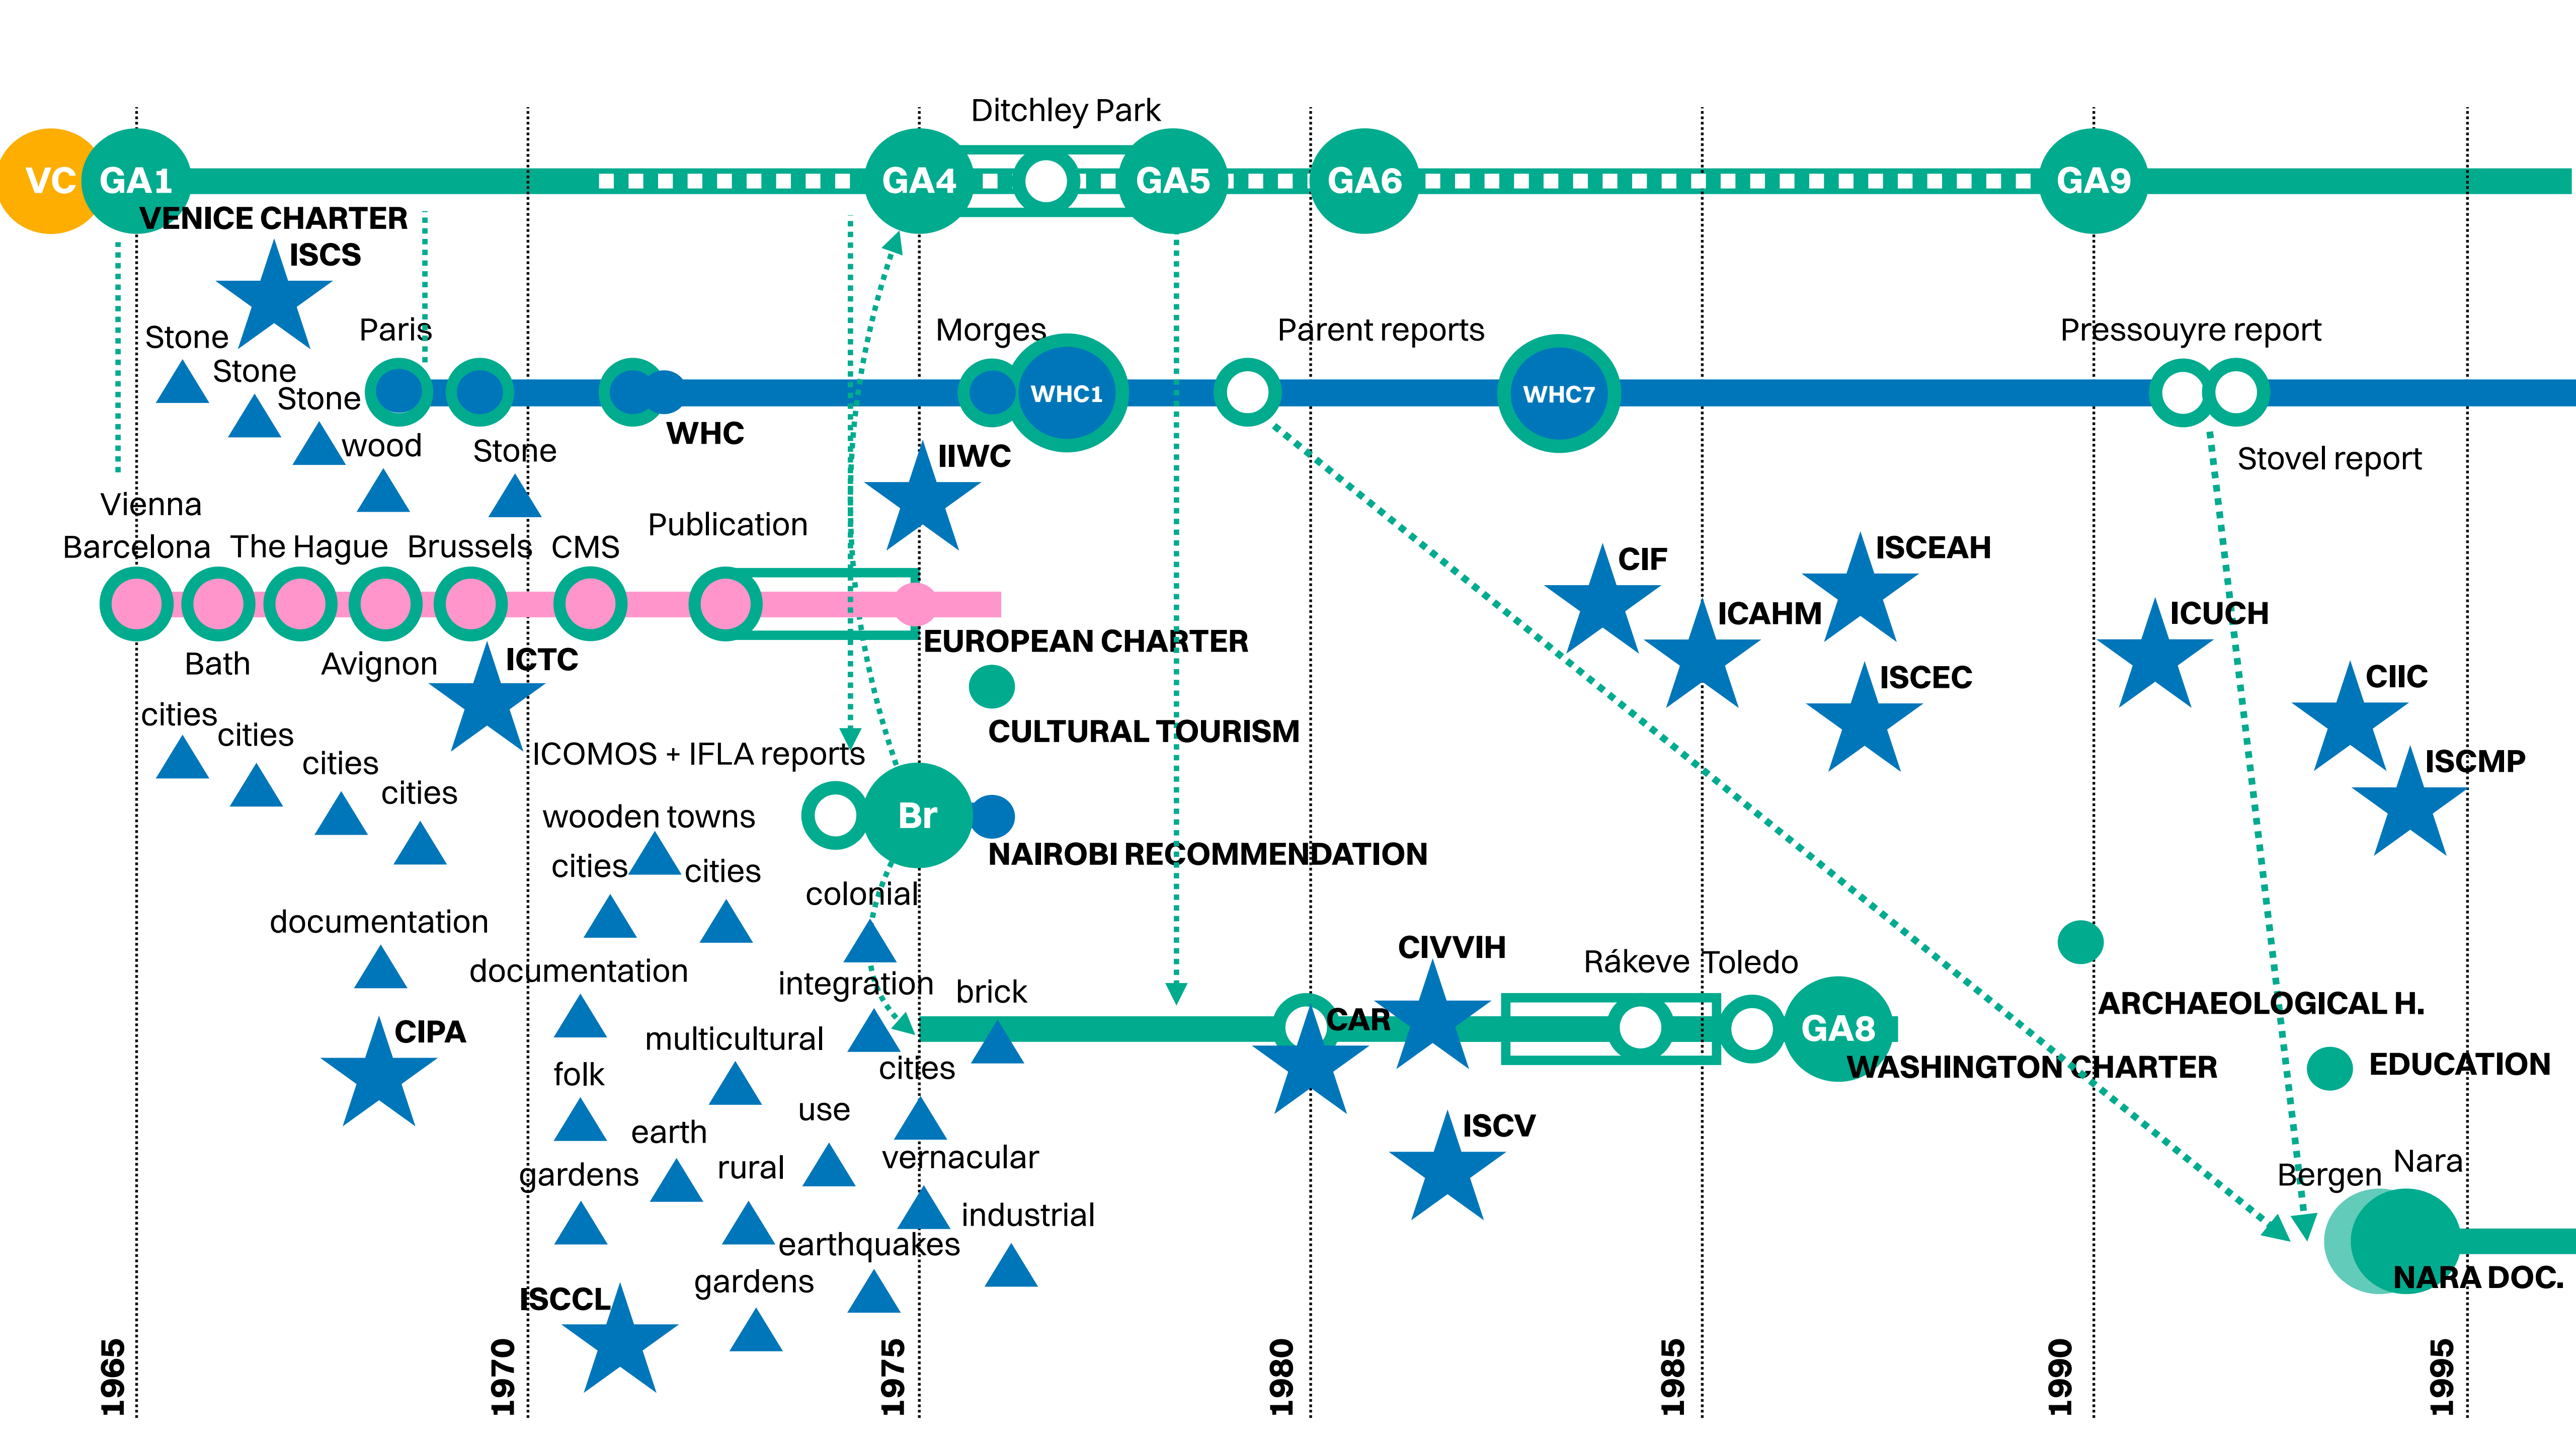 Ditchley Park
VC
GA1
GA4
GA5
GA6
GA9
VENICE CHARTER
ISCS
Stone
Stone
Stone
wood
Paris
Stone
WHC
Morges
WHC1
Parent reports
WHC7
Pressouyre report
Stovel report
IIWC
Vienna
Barcelona
The Hague
Brussels
CMS
Publication
Bath
Avignon
ICTC
EUROPEAN CHARTER
CULTURAL TOURISM
CIF
ICAHM
ISCEAH
ISCEC
ICUCH
CIIC
ISCMP
cities
cities
cities
cities
ICOMOS + IFLA reports
Br
NAIROBI RECOMMENDATION
wooden towns
cities
cities
colonial
documentation
documentation
integration
brick
CIPA
multicultural
cities
folk
use
earth
rural
vernacular
gardens
industrial
earthquakes
gardens
ISCCL
CAR
CIVVIH
Rákeve
Toledo
GA8
WASHINGTON CHARTER
ISCV
ARCHAEOLOGICAL H.
EDUCATION
Bergen
Nara
NARA DOC.
1965
1970
1975
1980
1985
1990
1995